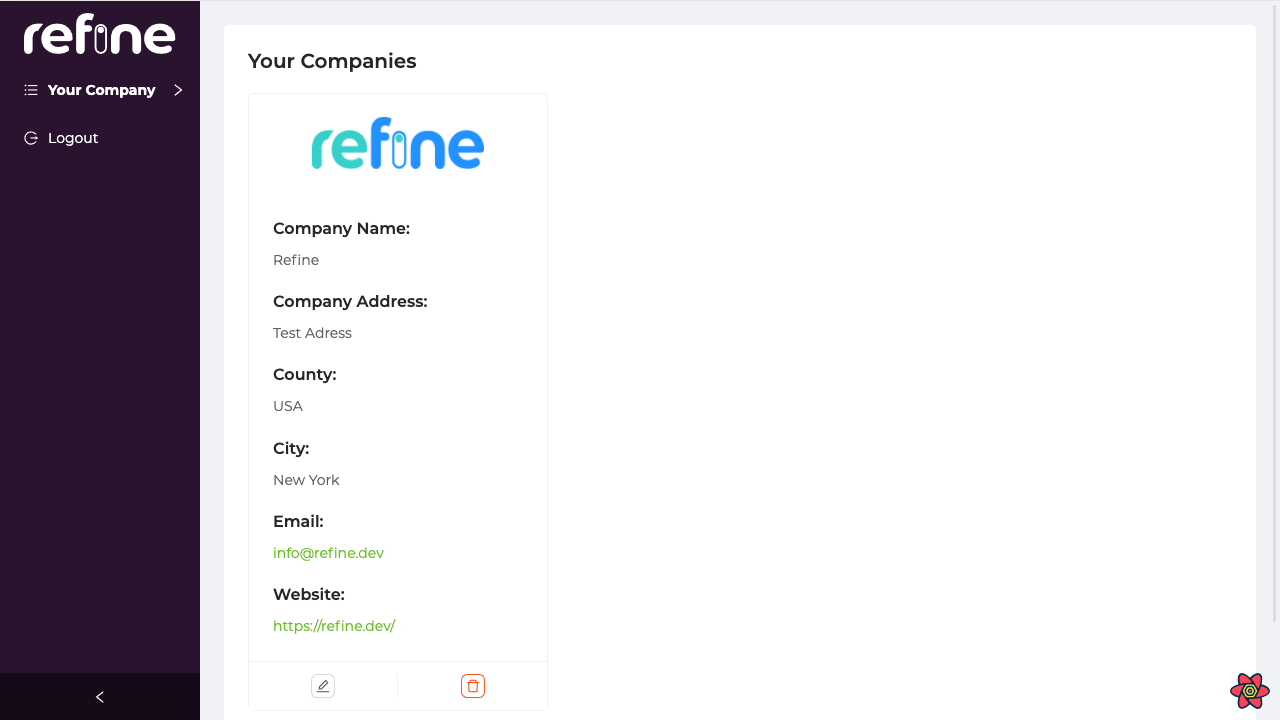 refine
Your Company
Logout
Your Companies
refine
Company Name:
Refine
Company Address:
Test Adress
County:
USA
City:
New York
Email:
info@refine.dev
Website:
https://refine.dev/